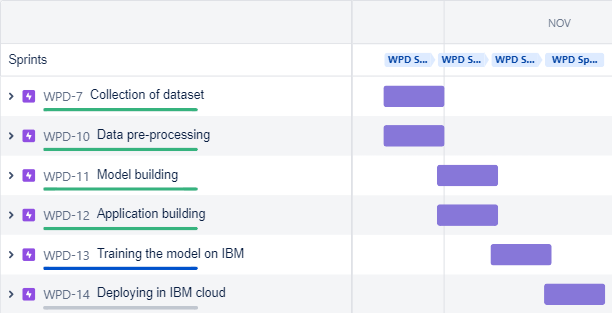 NOV
Sprints
WPD S... WPD S... WPD S... WPD Sp...
WPD-7 Collection of dataset
WPD-10 Data pre-processing
WPD-11 Model building
WPD-12 Application building
WPD-13 Training the model on IBM
WPD-14 Deploying in IBM cloud